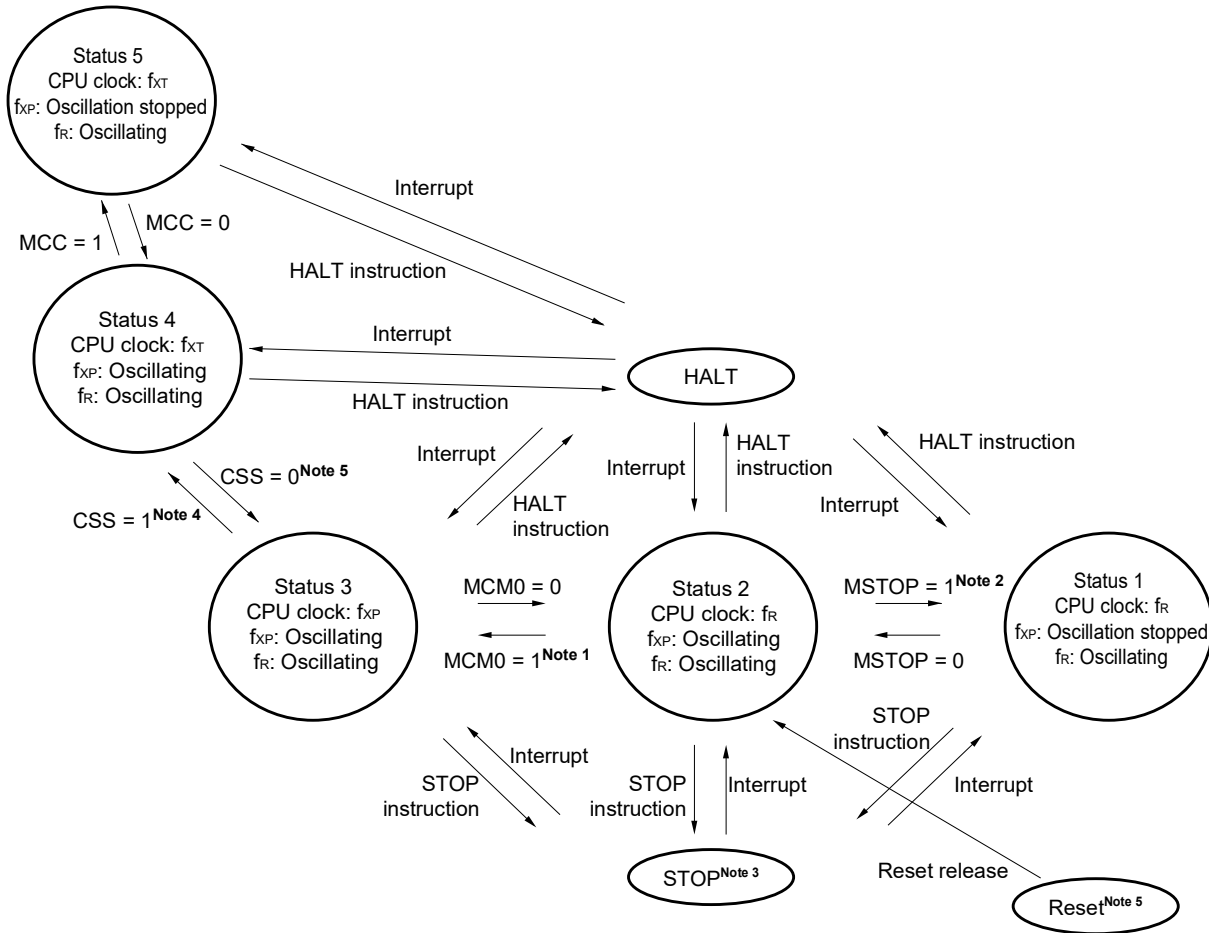 Status 5
CPU clock: fXT
fXP: Oscillation stopped
fR: Oscillating
Interrupt
MCC = 0
MCC = 1
HALT instruction
Status 4
CPU clock: fXT
fXP: Oscillating
fR: Oscillating
Interrupt
HALT
HALT instruction
Interrupt
HALT
instruction
Interrupt
HALT
instruction
HALT instruction
Interrupt
CSS = 0Note 5
CSS = 1Note 4
Status 3
CPU clock: fXP
fXP: Oscillating
fR: Oscillating
MCM0 = 0
MCM0 = 1Note 1
Status 2
CPU clock: fR
fXP: Oscillating
fR: Oscillating
MSTOP = 1Note 2
MSTOP = 0
Status 1
CPU clock: fR
fXP: Oscillation stopped
fR: Oscillating
STOP
instruction
Interrupt
STOP
instruction
Interrupt
STOP
instruction
Interrupt
STOPNote 3
Reset release
ResetNote 5